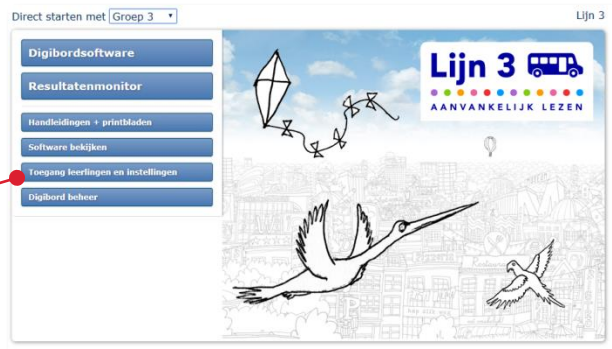 Direct starten met Groep 3
Lijn 3
Digibordsoftware
Resultatenmonitor
Handleidingen + printbladen
Software bekijken
Toegang leerlingen en instellingen
Digibord beheer
Lijn 3
AANVANKELIJK LEZEN